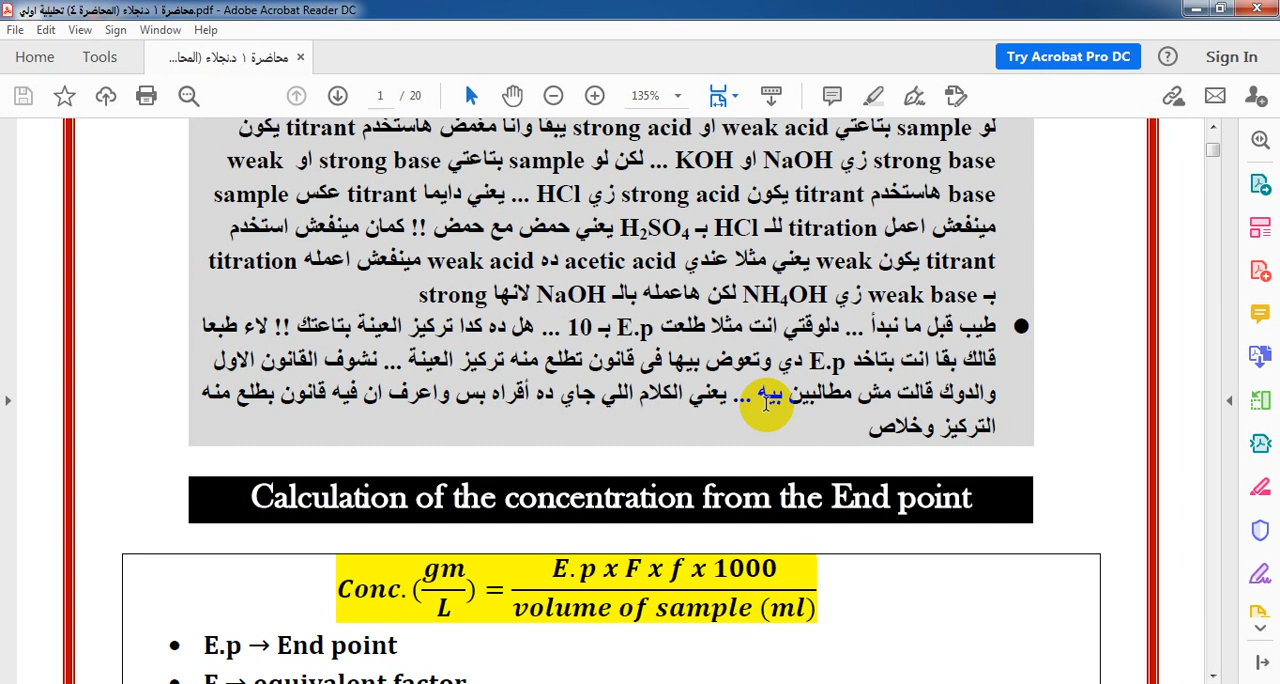 محاضرة ١ د.نجلاء (المحاضرة ٤) تحليلية اولي.pdf - Adobe Acrobat Reader DC
File Edit View Sign Window Help
Home Tools محاضرة ١ د.نجلاء (المحا... × Try Acrobat Pro DC ? Sign In
1 / 20 135%
لو sample بتاعتي weak acid او strong acid يبقا وانا مغمض هاستخدم titrant يكون
strong base زي NaOH او KOH ... لكن لو sample بتاعتي strong base او weak
base هاستخدم titrant يكون strong acid زي HCl ... يعني دايما titrant عكس sample
مينفعش اعمل titration للـ HCl بـ H₂SO₄ يعني حمض مع حمض !! كمان مينفعش استخدم
titrant يكون weak يعني مثلا عندي acetic acid ده weak acid مينفعش اعمله titration
بـ weak base زي NH₄OH لكن هاعمله بالـ NaOH لانها strong
● طيب قبل ما نبدأ ... دلوقتي انت مثلا طلعت E.p بـ 10 ... هل ده كدا تركيز العينة بتاعتك !! لاء طبعا
قالك بقا انت بتاخد E.p دي وتعوض بيها فى قانون تطلع منه تركيز العينة ... نشوف القانون الاول
والدوك قالت مش مطالبين بيه ... يعني الكلام اللي جاي ده أقراه بس واعرف ان فيه قانون بطلع منه
التركيز وخلاص
Calculation of the concentration from the End point
Conc.(gm/L) = E.p x F x f x 1000 / volume of sample (ml)
• E.p → End point
• F → equivalent factor